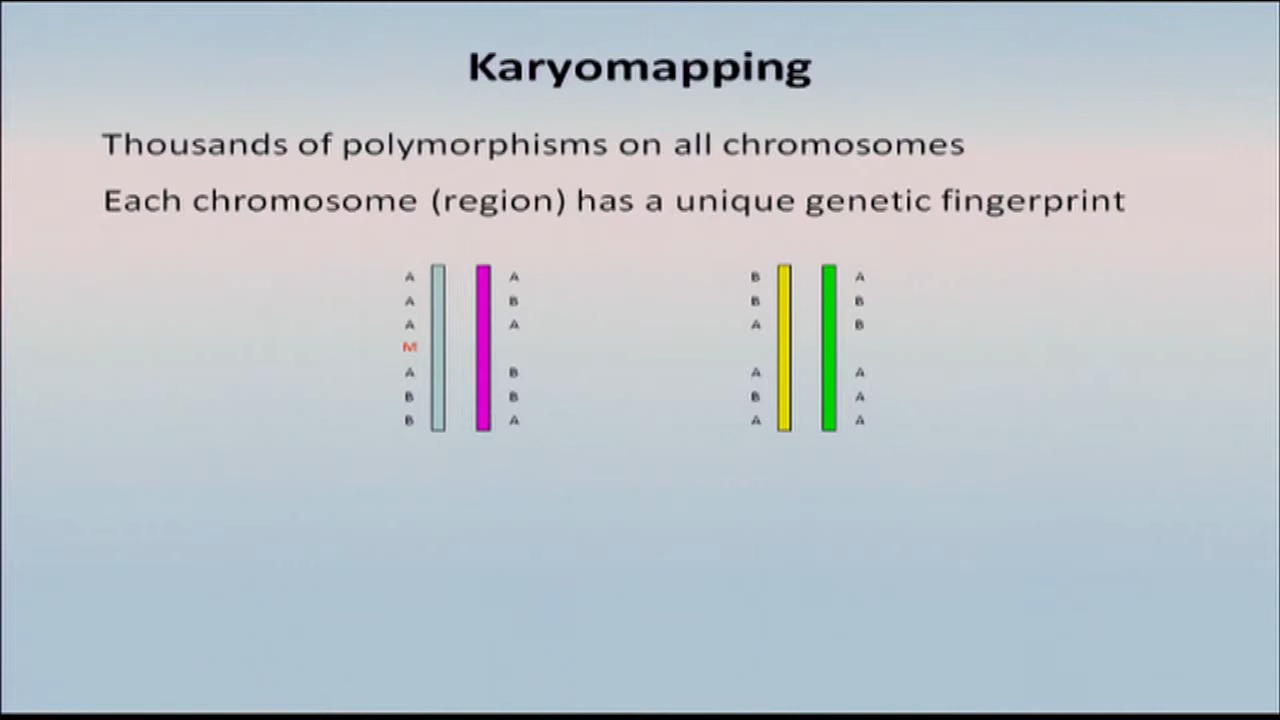 Karyomapping
Thousands of polymorphisms on all chromosomes
Each chromosome (region) has a unique genetic fingerprint
A A B A
A B B B
A A A B
M
A B A A
B B B A
B A A A